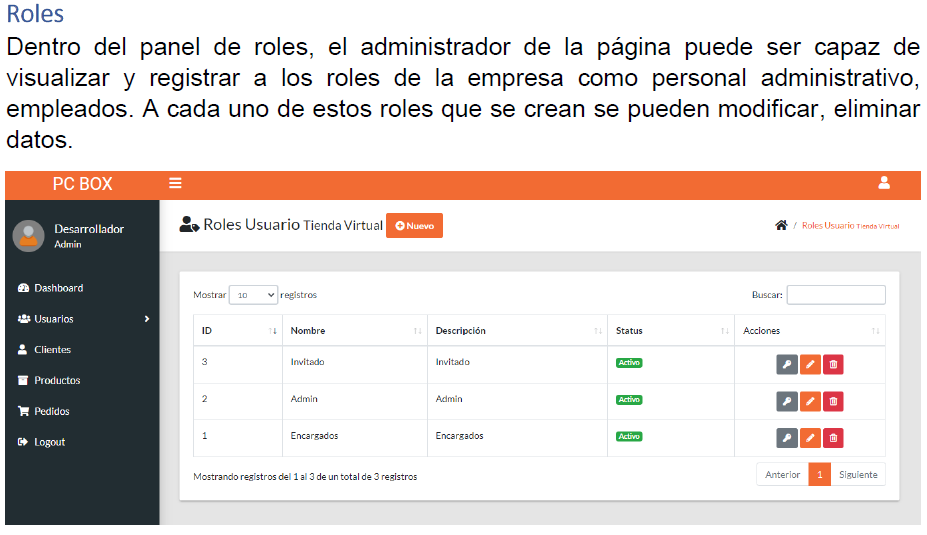 Roles
Dentro del panel de roles, el administrador de la página puede ser capaz de
visualizar y registrar a los roles de la empresa como personal administrativo,
empleados. A cada uno de estos roles que se crean se pueden modificar, eliminar
datos.
PC BOX
Desarrollador
Admin
Roles Usuario Tienda Virtual Nuevo
/ Roles Usuario Tienda Virtual
Dashboard
Usuarios
Clientes
Productos
Pedidos
Logout
Mostrar 10 registros
Buscar:
ID Nombre Descripción Status Acciones
3 Invitado Invitado Activo
2 Admin Admin Activo
1 Encargados Encargados Activo
Mostrando registros del 1 al 3 de un total de 3 registros
Anterior 1 Siguiente